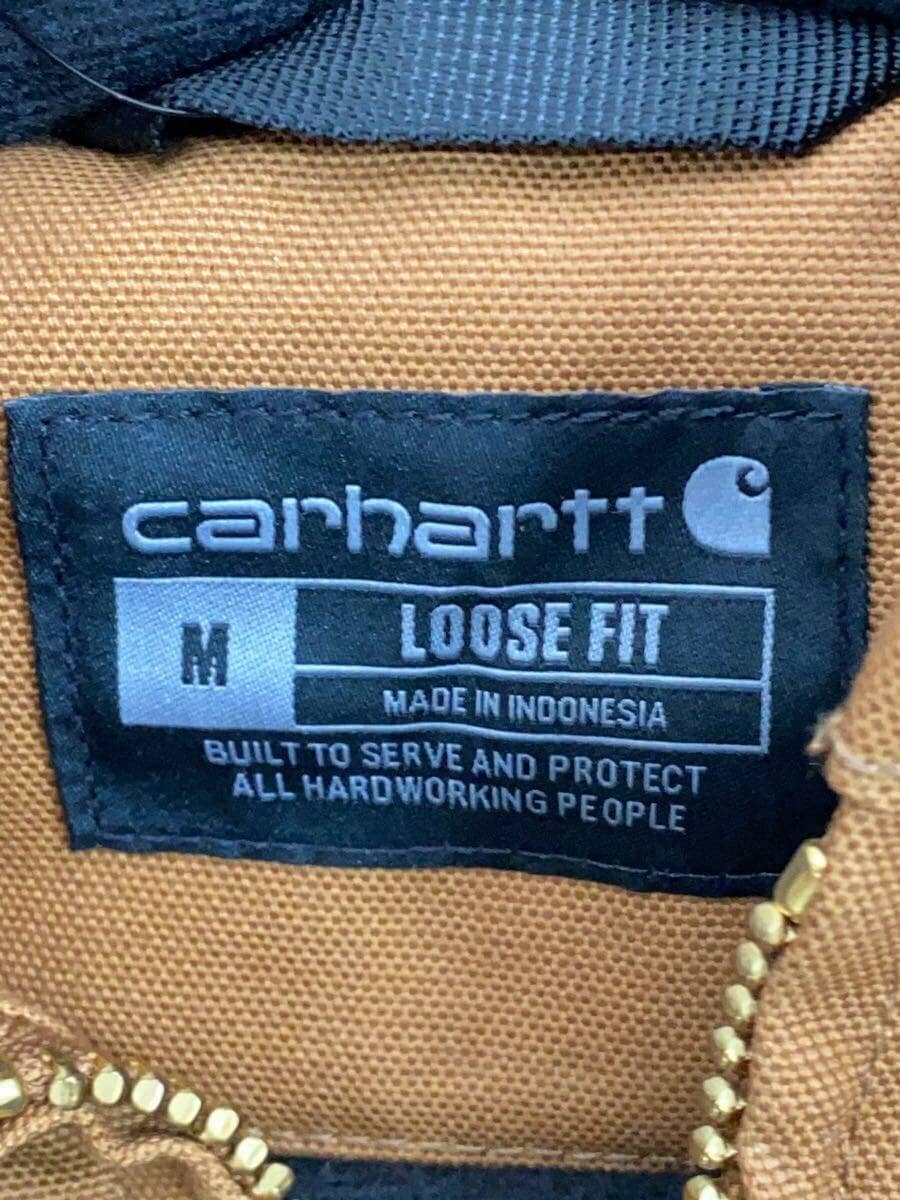 carhartt
M
LOOSE FIT
MADE IN INDONESIA
BUILT TO SERVE AND PROTECT
ALL HARDWORKING PEOPLE